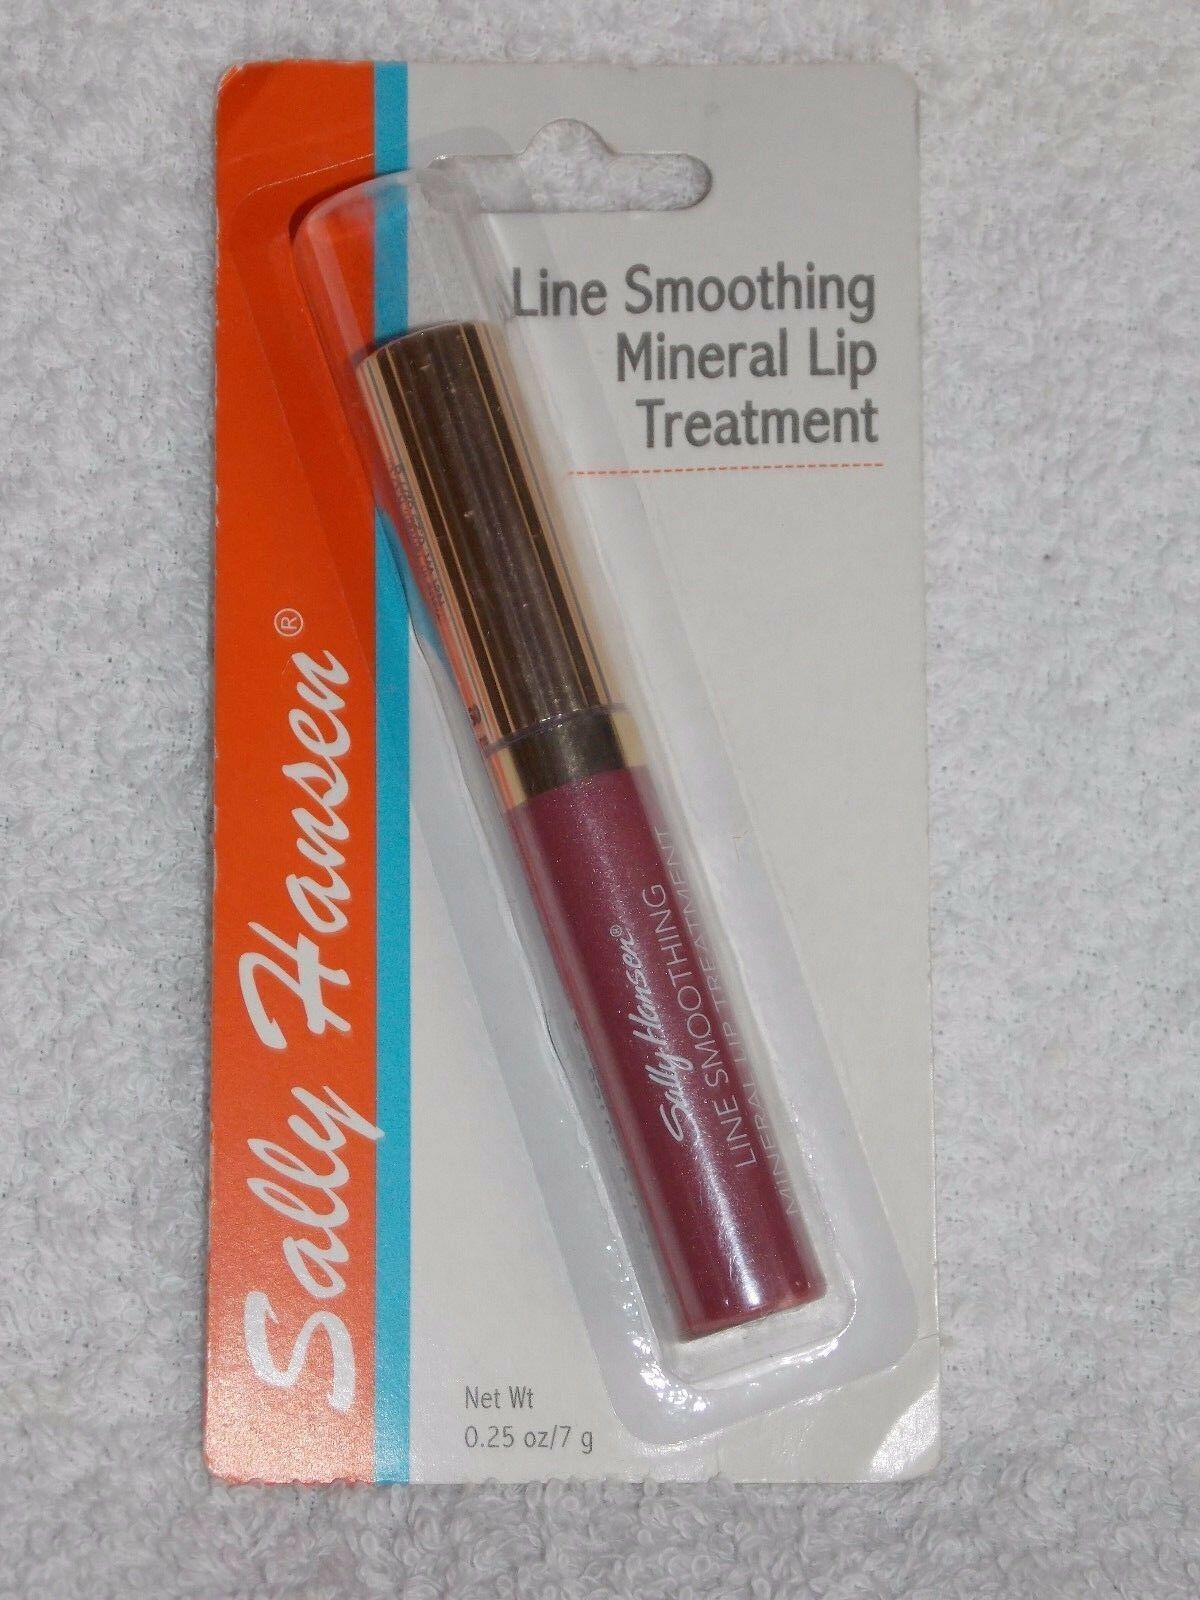 Line Smoothing
Mineral Lip
Treatment
Sally Hansen®
Sally Hansen®
LINE SMOOTHING
MINERAL LIP TREATMENT
Net Wt
0.25 oz/7 g